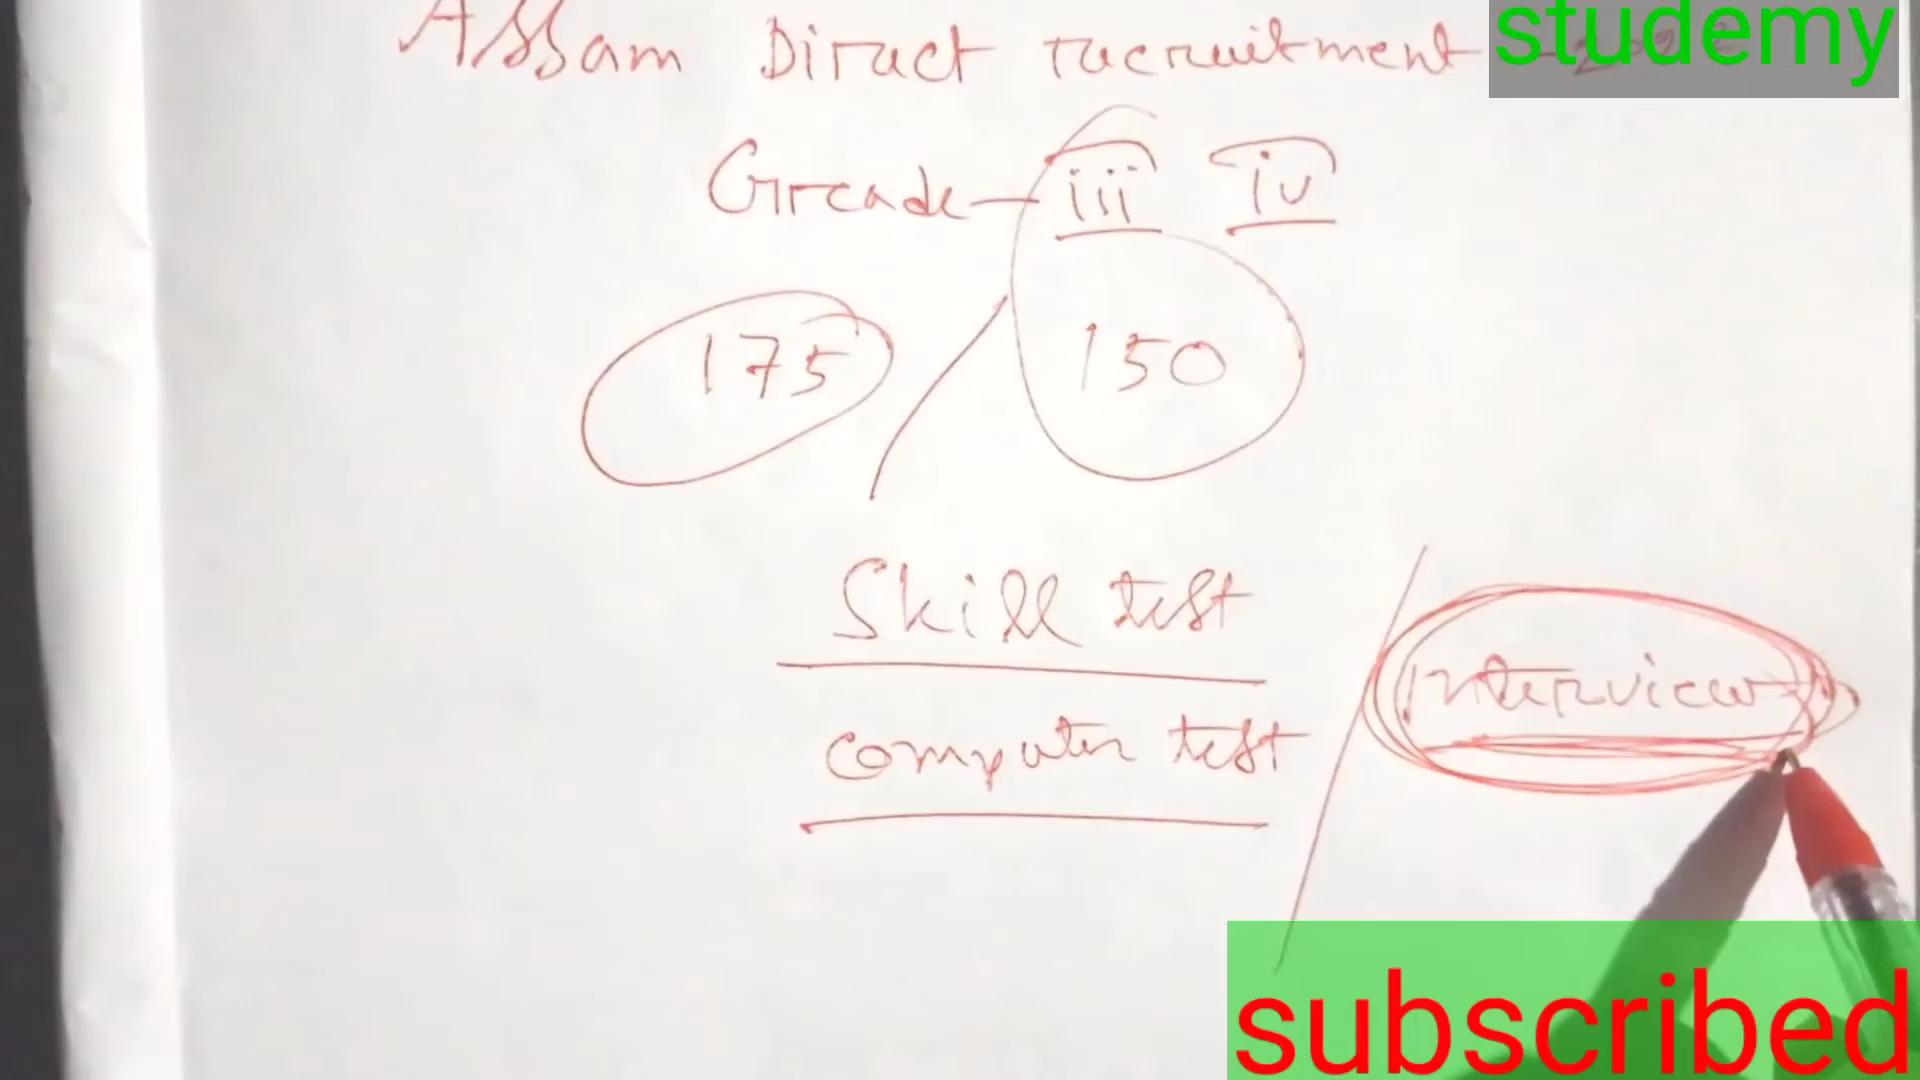 studemy
Assam Direct recruitment
Grade - iii iv
175 150
Skill test
Interview
computer test
subscribed